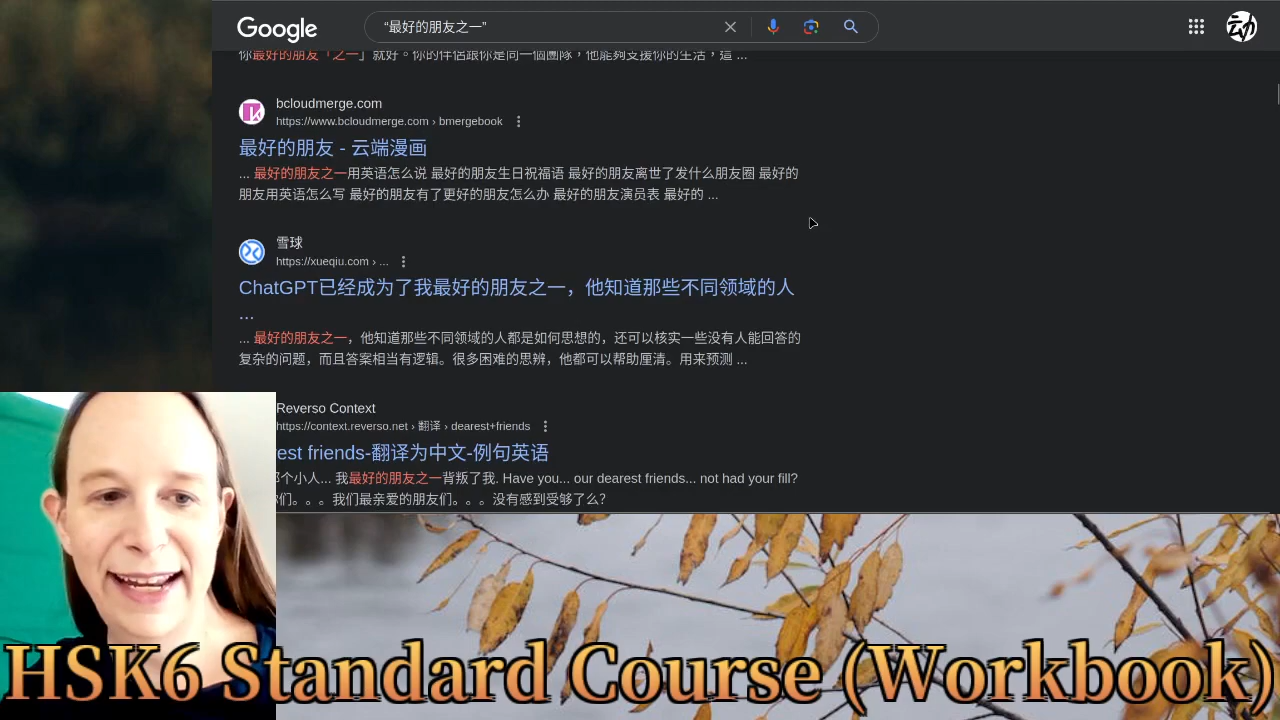 Google
“最好的朋友之一”
你最好的朋友「之一」就好。你的伴侶跟你是同一個團隊，他能夠支援你的生活，這 ...
bcloudmerge.com
https://www.bcloudmerge.com › bmergebook
最好的朋友 - 云端漫画
... 最好的朋友之一用英语怎么说 最好的朋友生日祝福语 最好的朋友离世了发什么朋友圈 最好的
朋友用英语怎么写 最好的朋友有了更好的朋友怎么办 最好的朋友演员表 最好的 ...
雪球
https://xueqiu.com › ...
ChatGPT已经成为了我最好的朋友之一，他知道那些不同领域的人
...
... 最好的朋友之一，他知道那些不同领域的人都是如何思想的，还可以核实一些没有人能回答的
复杂的问题，而且答案相当有逻辑。很多困难的思辨，他都可以帮助厘清。用来预测 ...
Reverso Context
https://context.reverso.net › 翻译 › dearest+friends
rest friends-翻译为中文-例句英语
个小人... 我最好的朋友之一背叛了我. Have you... our dearest friends... not had your fill?
们。。。我们最亲爱的朋友们。。。没有感到受够了么？
HSK6 Standard Course (Workbook)